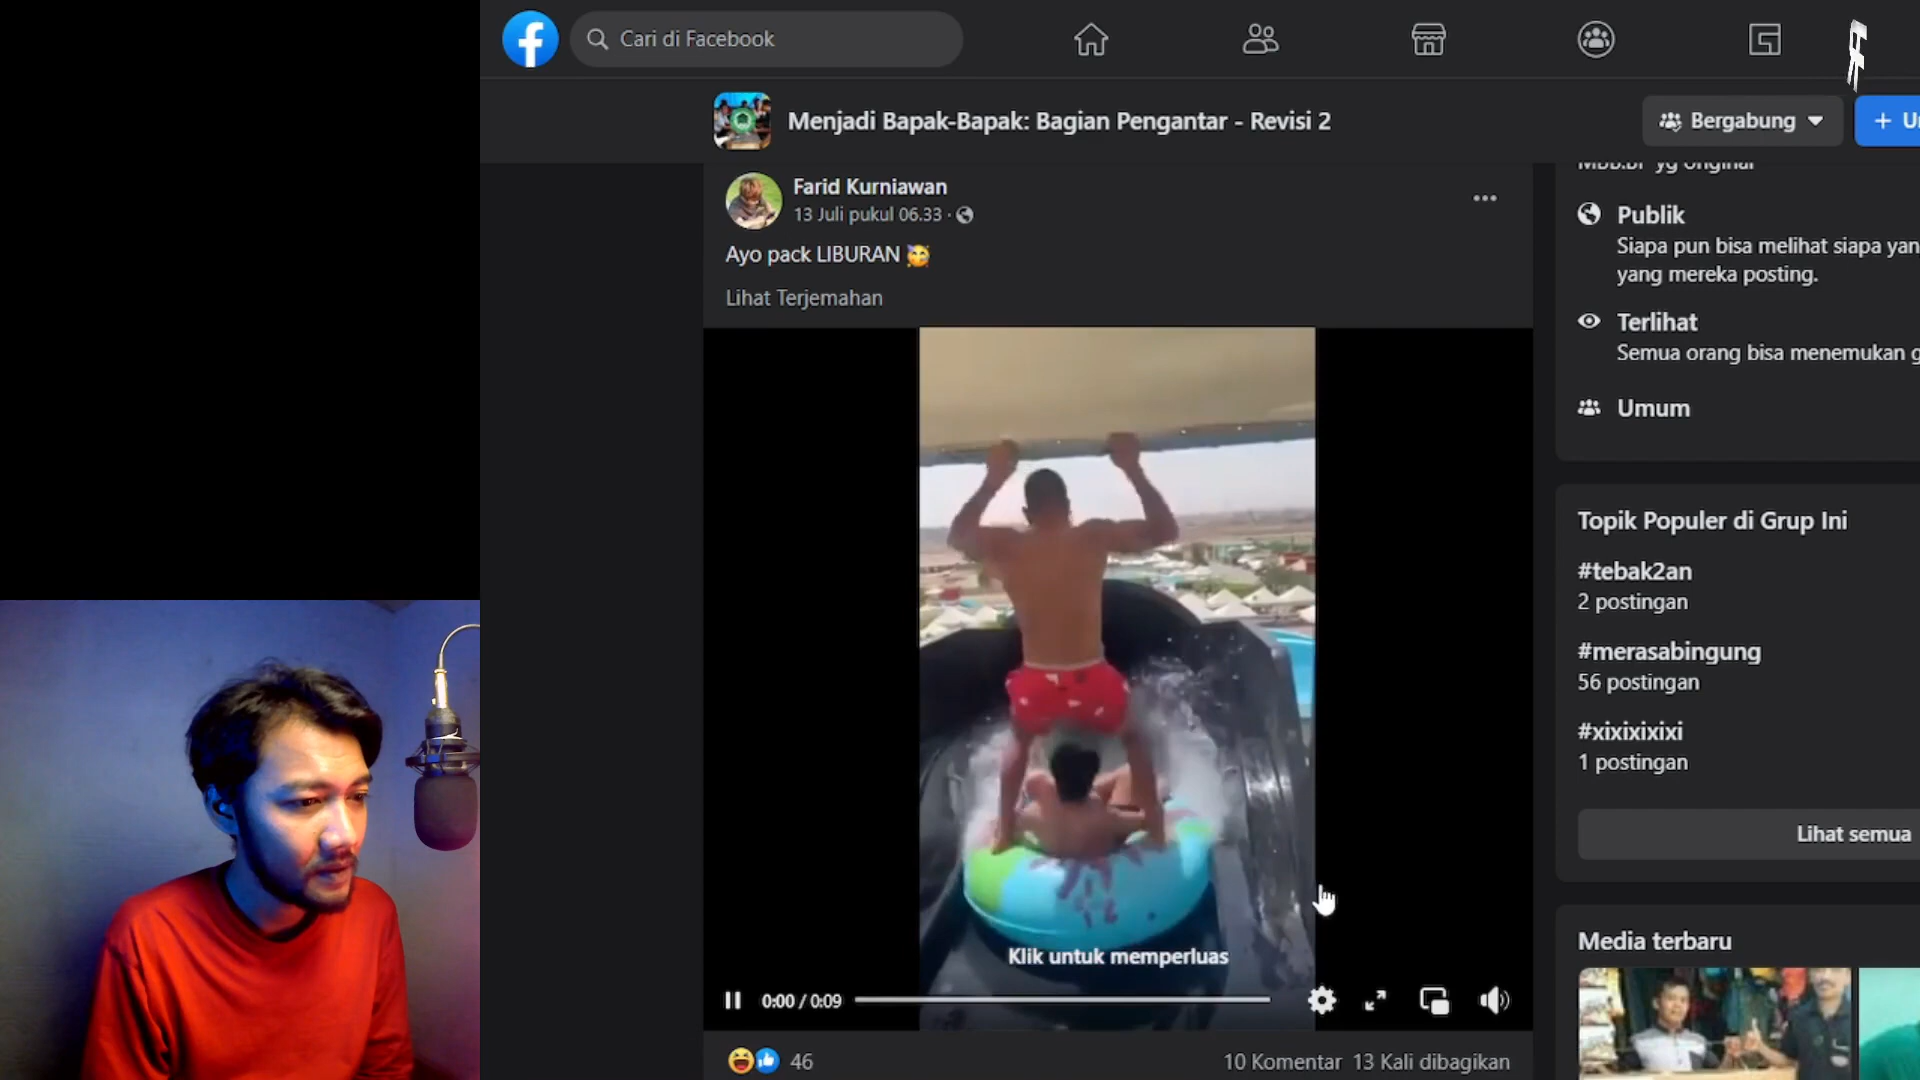 Cari di Facebook
Menjadi Bapak-Bapak: Bagian Pengantar - Revisi 2
Bergabung
Farid Kurniawan
13 Juli pukul 06.33
Ayo pack LIBURAN 🥳
Lihat Terjemahan
Klik untuk memperluas
0:00 / 0:09
46
10 Komentar 13 Kali dibagikan
yg original
Publik
Siapa pun bisa melihat siapa
yang mereka posting.
Terlihat
Semua orang bisa menemukan
Umum
Topik Populer di Grup Ini
#tebak2an
2 postingan
#merasabingung
56 postingan
#xixixixixi
1 postingan
Lihat semua
Media terbaru